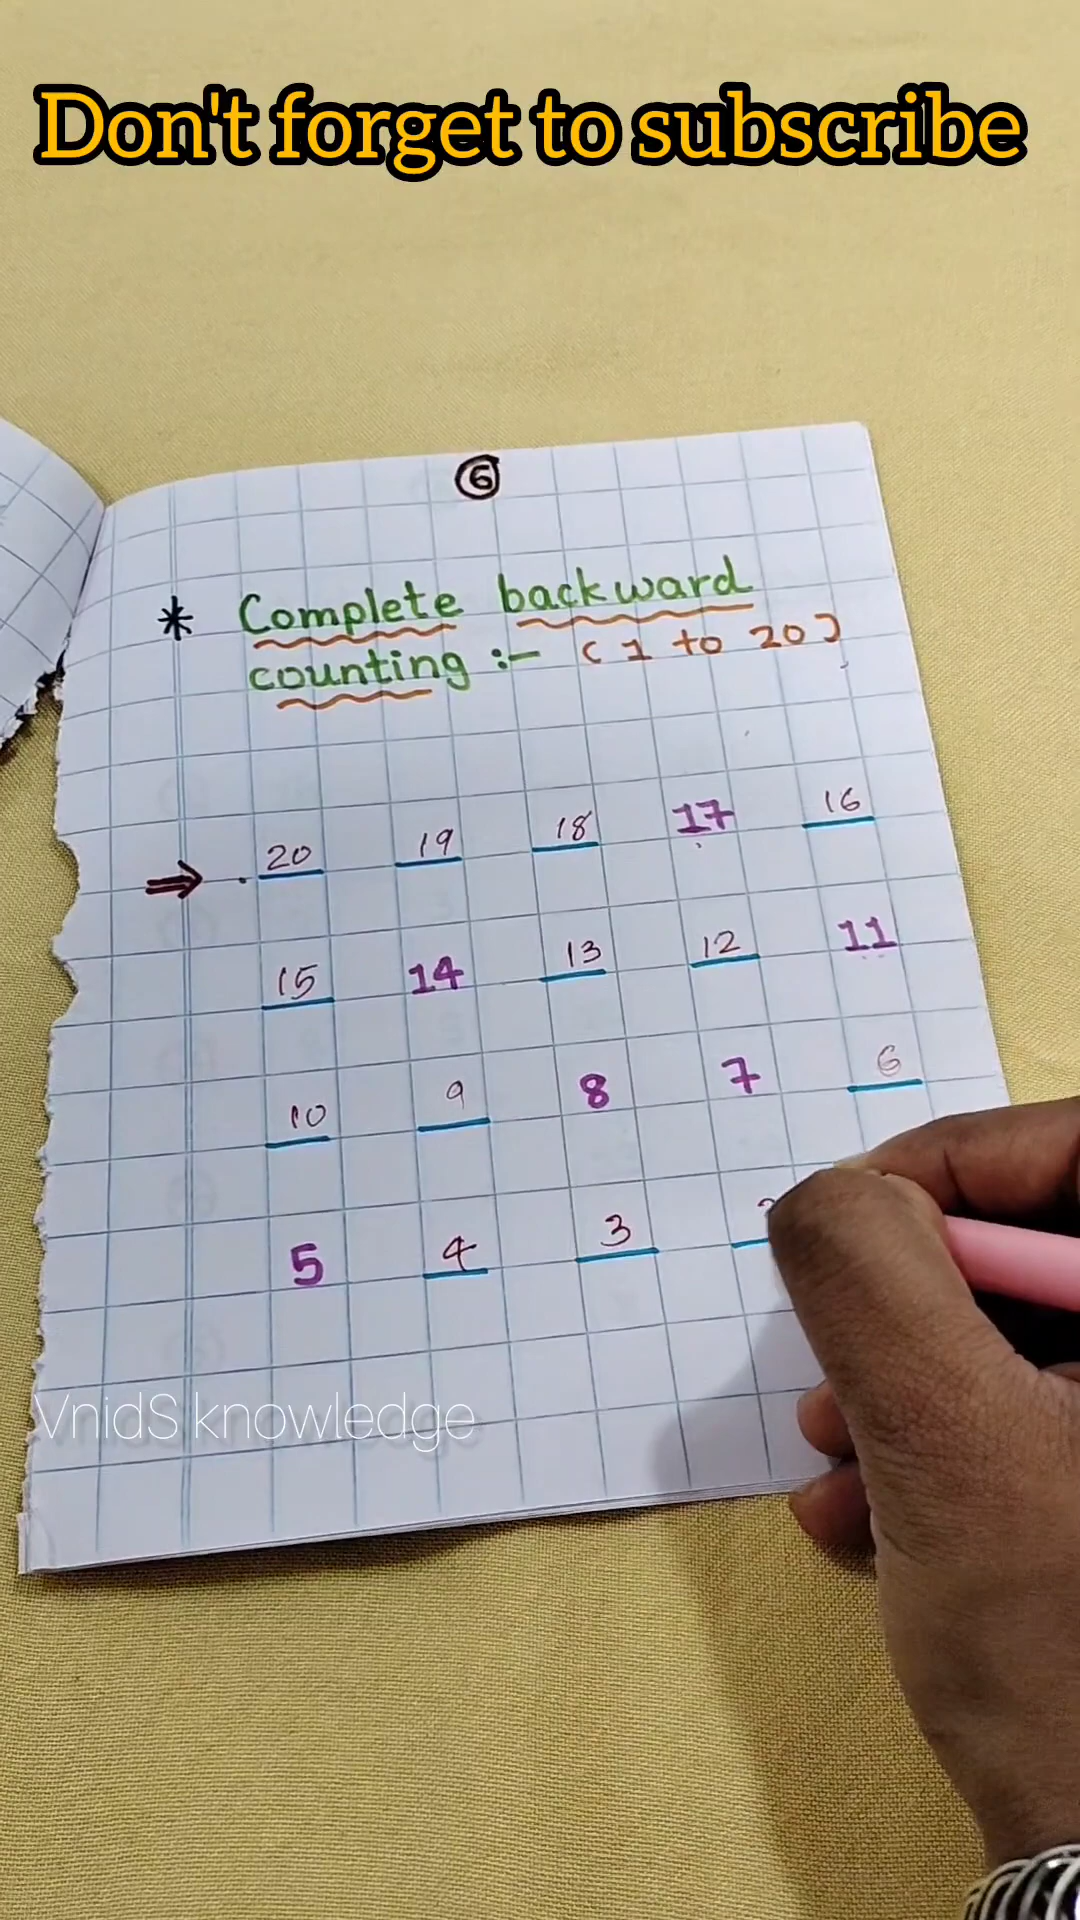 Don't forget to subscribe
6
* Complete backward
counting :- (1 to 20)
⇒ 20 19 18 17 16
15 14 13 12 11
10 9 8 7 6
5 4 3
VnidS knowledge